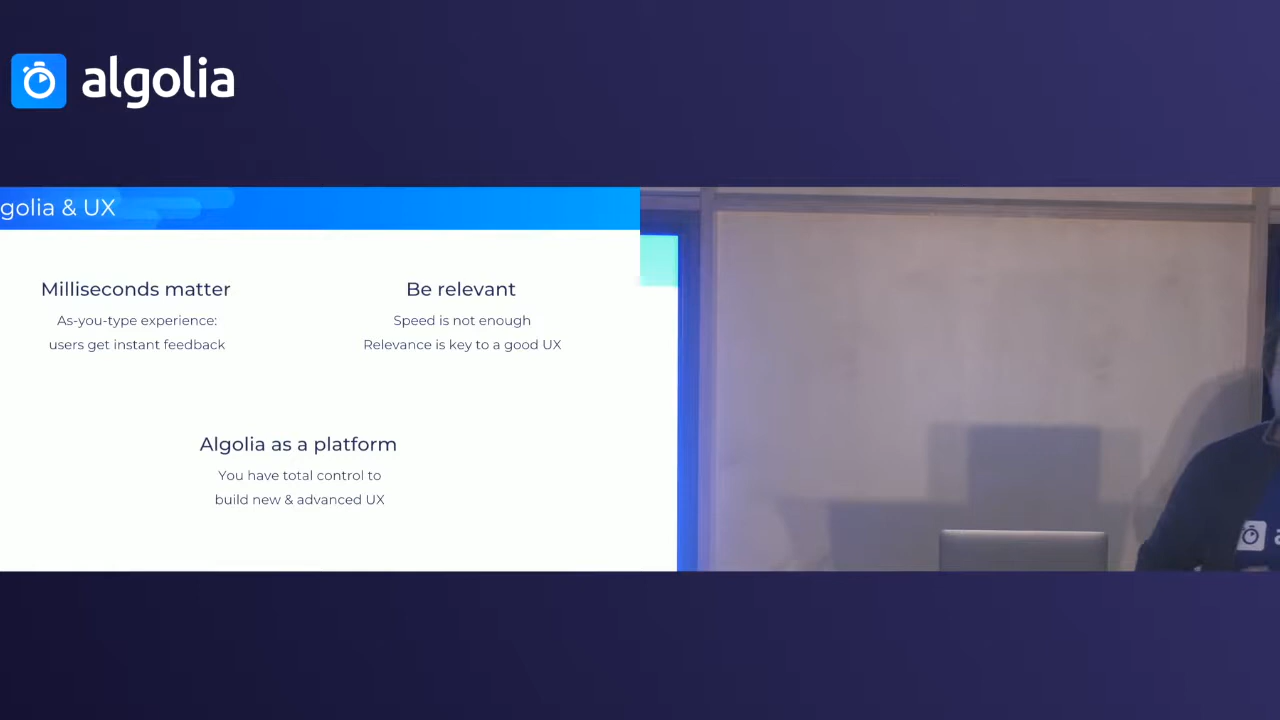 algolia
golia & UX
Milliseconds matter
As-you-type experience:
users get instant feedback
Be relevant
Speed is not enough
Relevance is key to a good UX
Algolia as a platform
You have total control to
build new & advanced UX
a